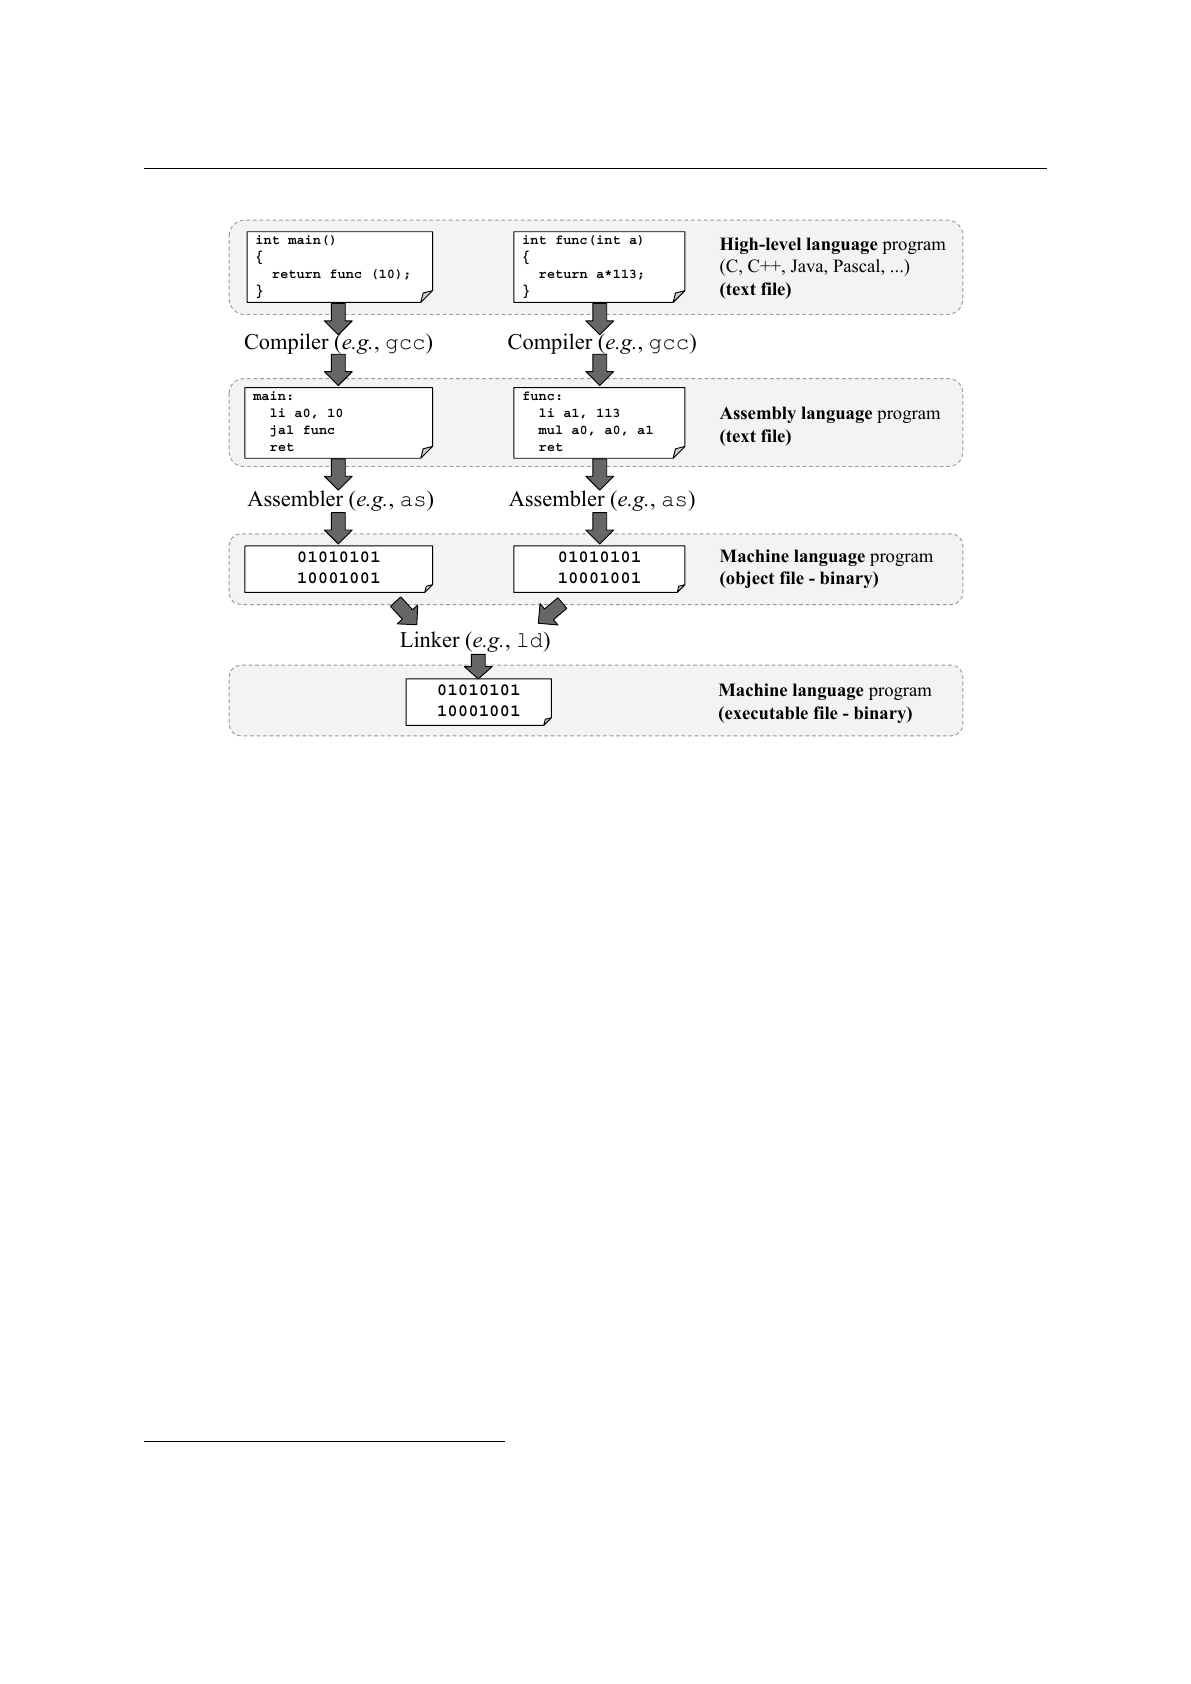 int main()
{
  return func (10);
}
int func(int a)
{
  return a*113;
}
High-level language program
(C, C++, Java, Pascal, ...)
(text file)
Compiler (e.g., gcc)
Compiler (e.g., gcc)
main:
  li a0, 10
  jal func
  ret
func:
  li a1, 113
  mul a0, a0, a1
  ret
Assembly language program
(text file)
Assembler (e.g., as)
Assembler (e.g., as)
01010101
10001001
01010101
10001001
Machine language program
(object file - binary)
Linker (e.g., ld)
01010101
10001001
Machine language program
(executable file - binary)